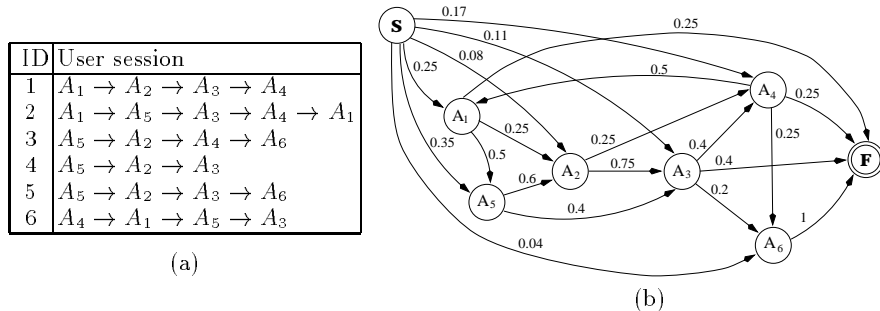 ID User session
1 A₁ → A₂ → A₃ → A₄
2 A₁ → A₅ → A₃ → A₄ → A₁
3 A₅ → A₂ → A₄ → A₆
4 A₅ → A₂ → A₃
5 A₅ → A₂ → A₃ → A₆
6 A₄ → A₁ → A₅ → A₃
(a)
S
0.17
0.25
0.11
0.08
0.5
0.25
A₄
0.25
A₁
0.25
0.25
0.4
0.25
0.35
0.5
0.75
0.4
F
A₂
A₃
0.6
0.2
A₅
0.4
1
0.04
A₆
(b)